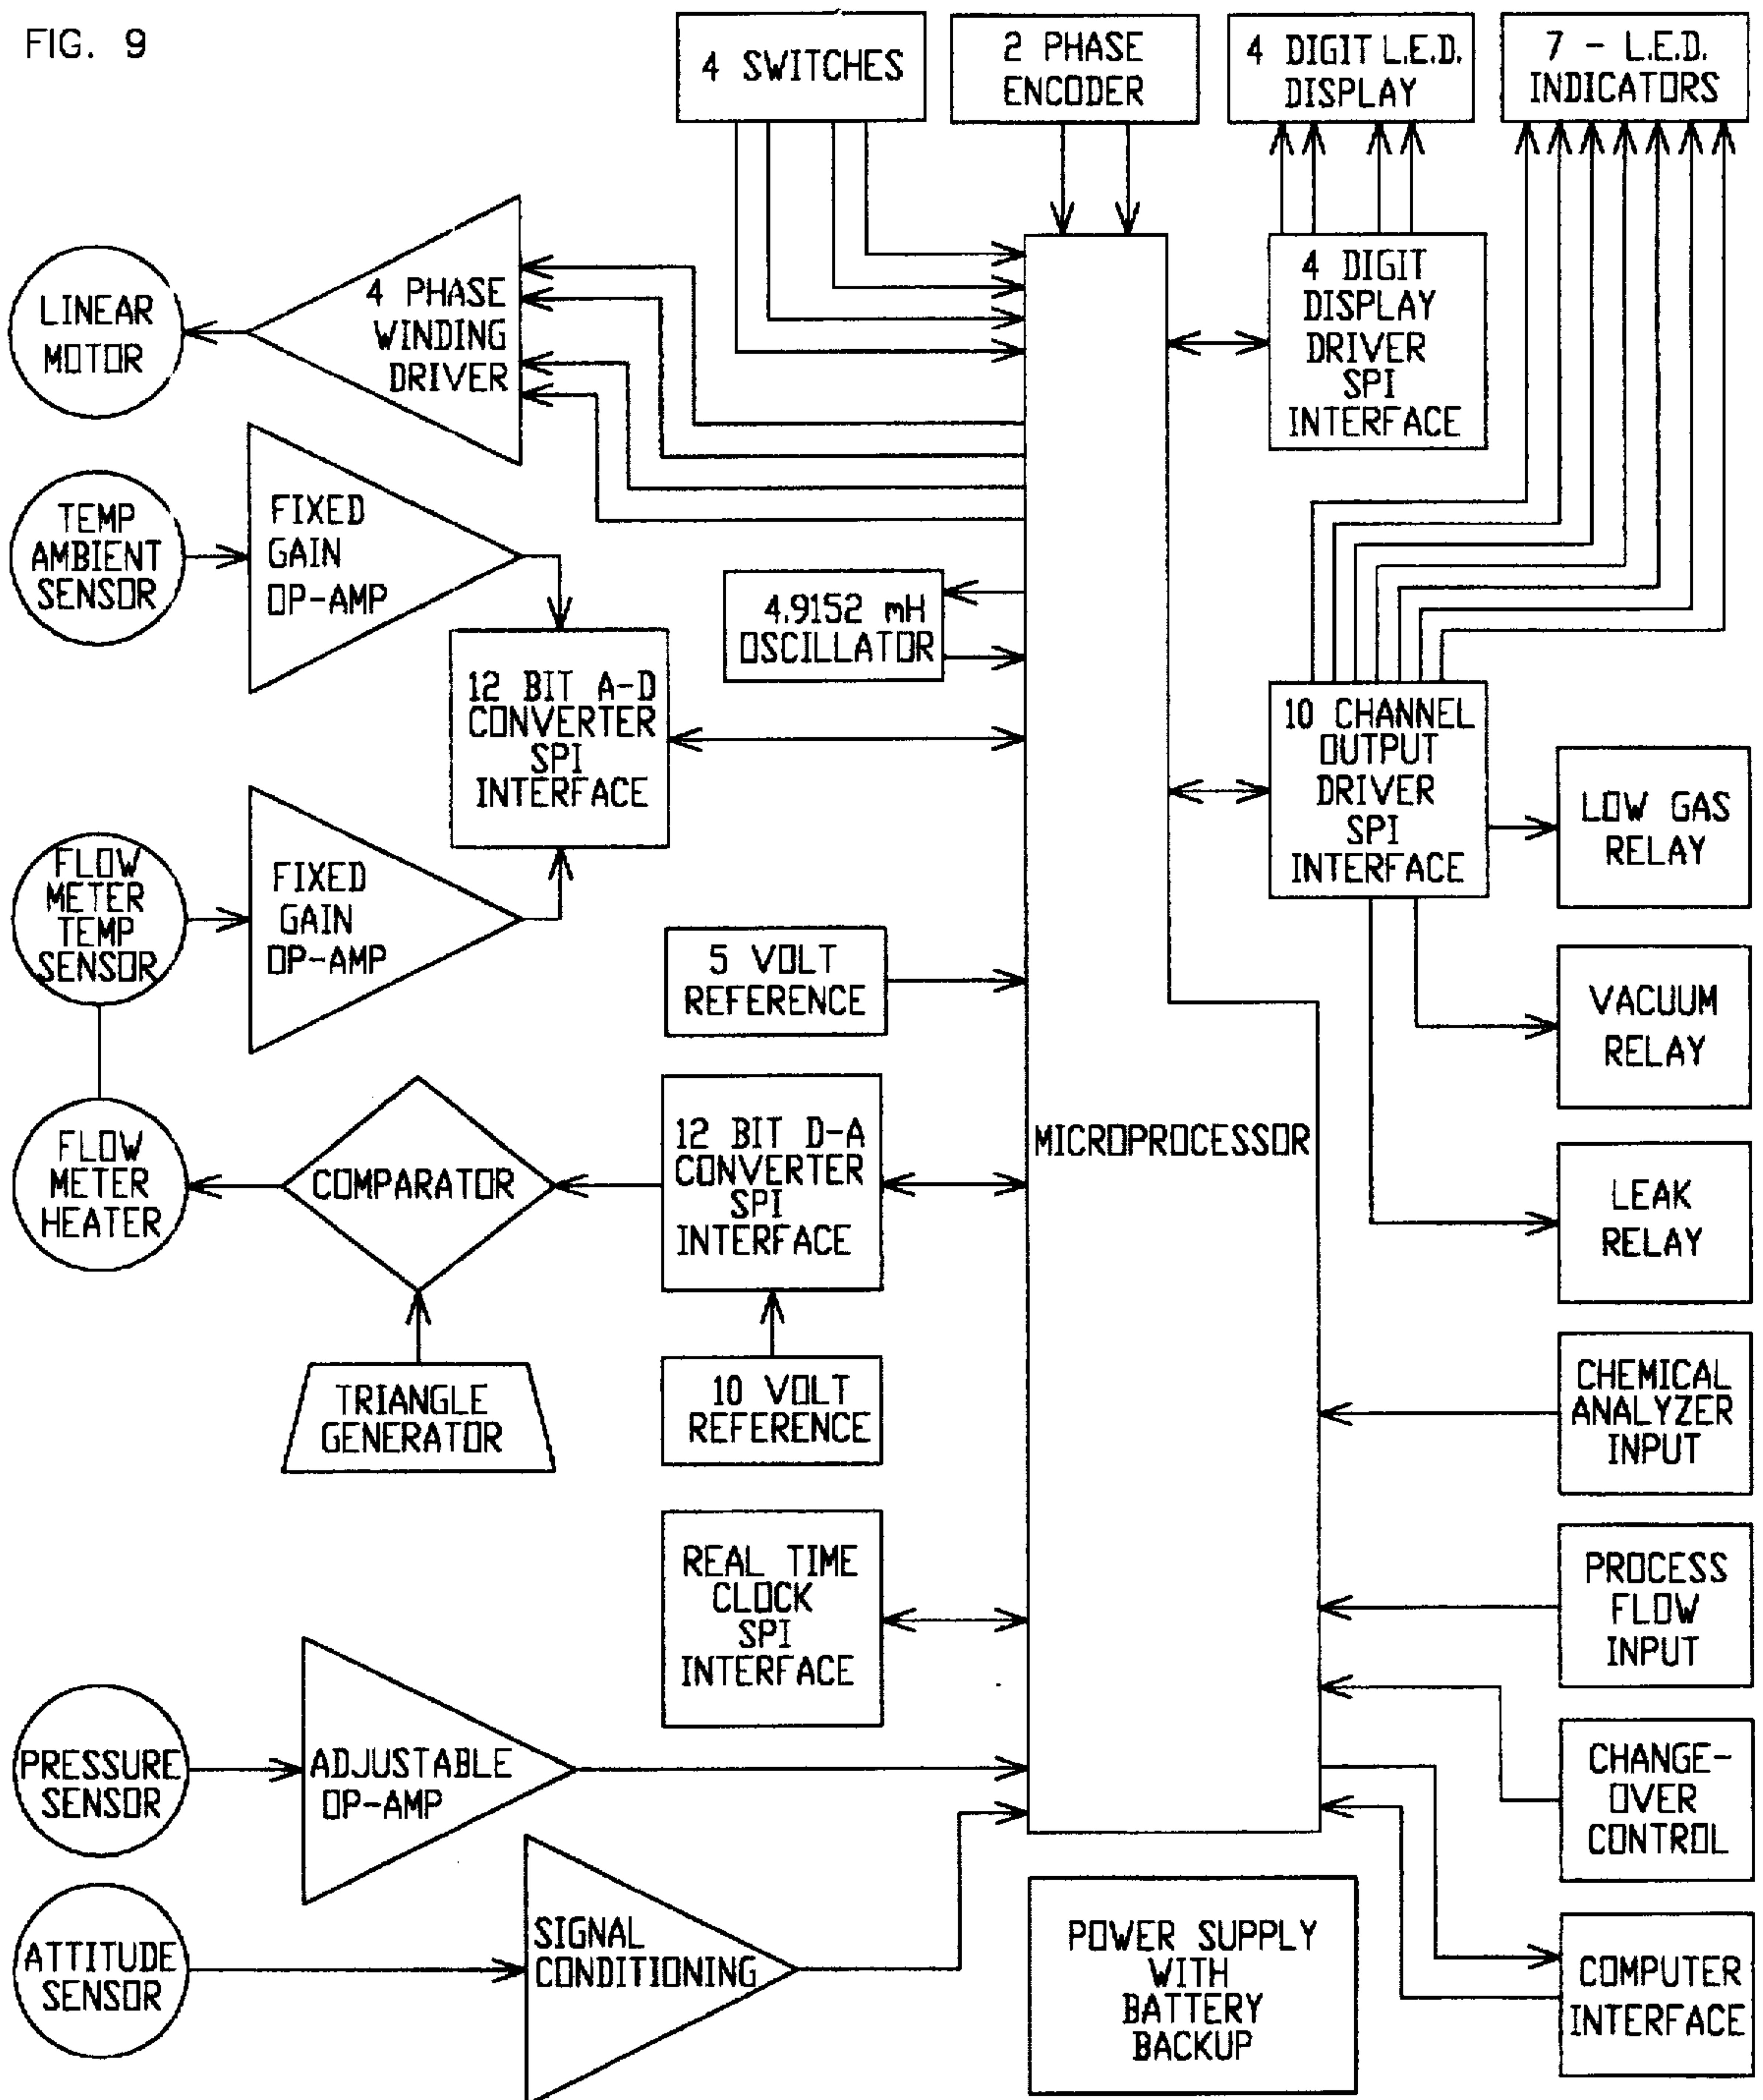 FIG. 9
4 SWITCHES
2 PHASE
ENCODER
4 DIGIT L.E.D.
DISPLAY
7 - L.E.D.
INDICATORS
LINEAR
MOTOR
4 PHASE
WINDING
DRIVER
4 DIGIT
DISPLAY
DRIVER
SPI
INTERFACE
TEMP
AMBIENT
SENSOR
FIXED
GAIN
OP-AMP
4.9152 mH
OSCILLATOR
12 BIT A-D
CONVERTER
SPI
INTERFACE
10 CHANNEL
OUTPUT
DRIVER
SPI
INTERFACE
LOW GAS
RELAY
FLOW
METER
TEMP
SENSOR
FIXED
GAIN
OP-AMP
5 VOLT
REFERENCE
VACUUM
RELAY
FLOW
METER
HEATER
COMPARATOR
12 BIT D-A
CONVERTER
SPI
INTERFACE
MICROPROCESSOR
LEAK
RELAY
TRIANGLE
GENERATOR
10 VOLT
REFERENCE
CHEMICAL
ANALYZER
INPUT
REAL TIME
CLOCK
SPI
INTERFACE
PROCESS
FLOW
INPUT
PRESSURE
SENSOR
ADJUSTABLE
OP-AMP
CHANGE-
OVER
CONTROL
ATTITUDE
SENSOR
SIGNAL
CONDITIONING
POWER SUPPLY
WITH
BATTERY
BACKUP
COMPUTER
INTERFACE